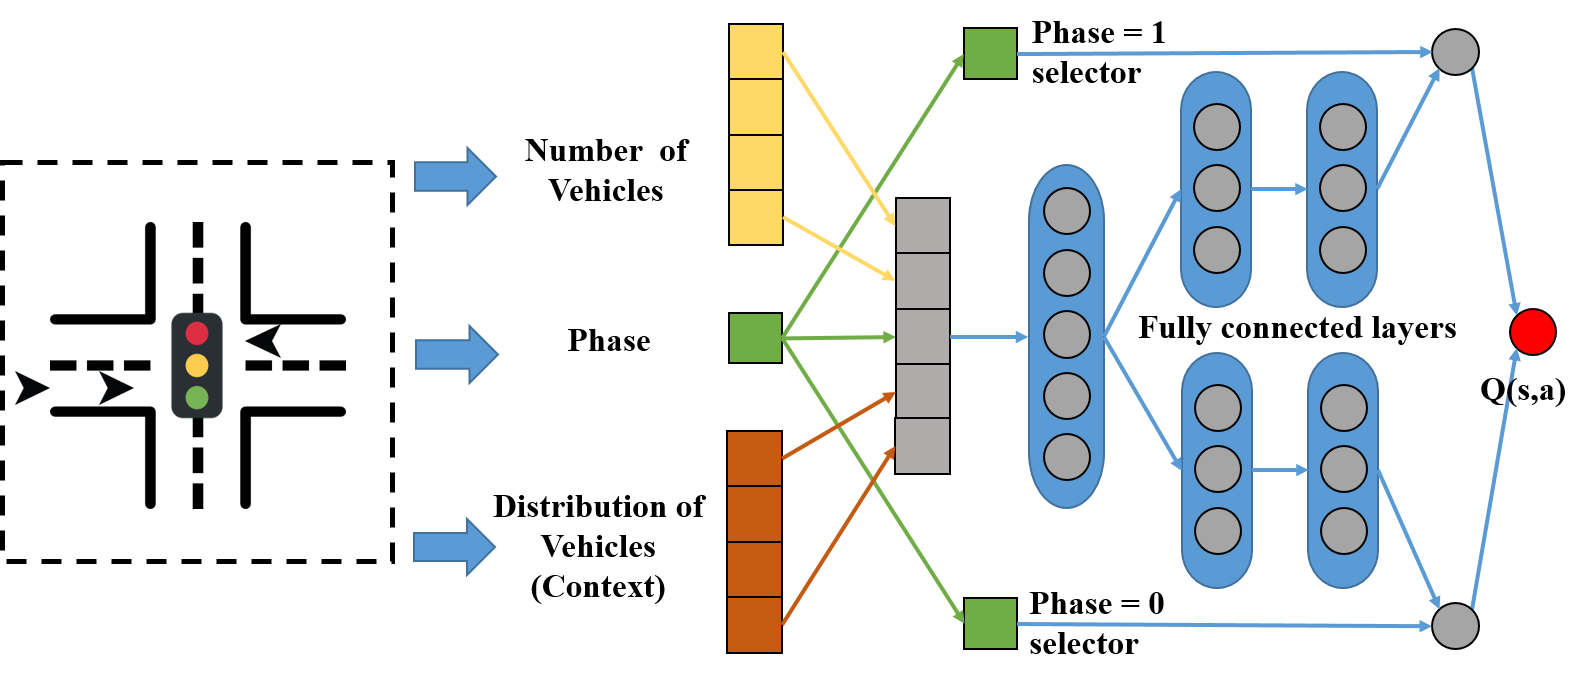 Number of
Vehicles
Phase
Distribution of
Vehicles
(Context)
Phase = 1
selector
Fully connected layers
Q(s,a)
Phase = 0
selector